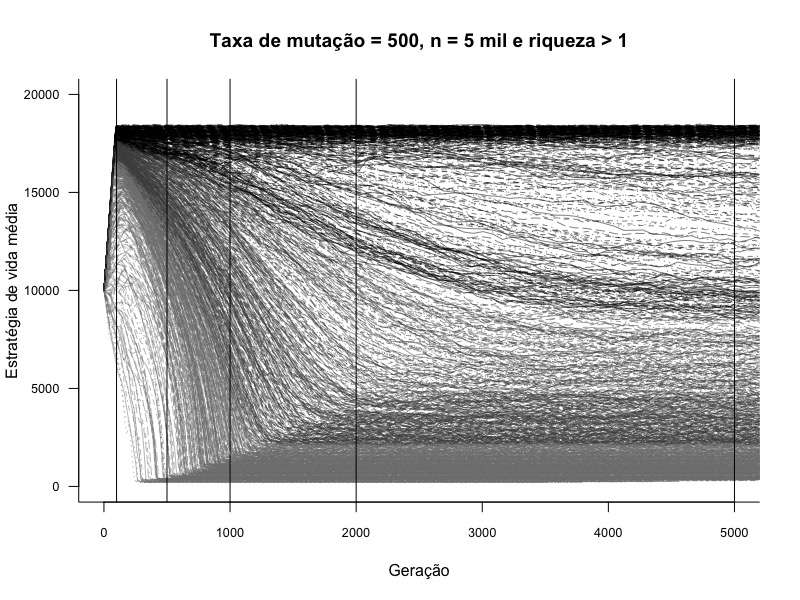 Taxa de mutação = 500, n = 5 mil e riqueza > 1
Estratégia de vida média
20000
15000
10000
5000
0
0 1000 2000 3000 4000 5000
Geração